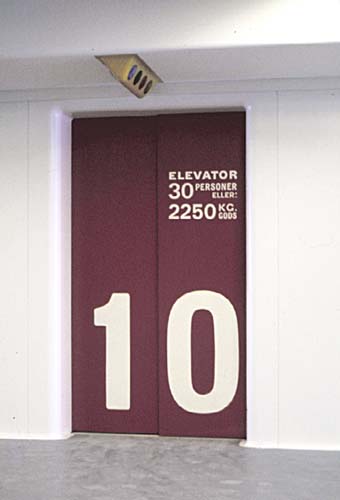 ELEVATOR
30 PERSONER
ELLER:
2250 KG.
GODS
10